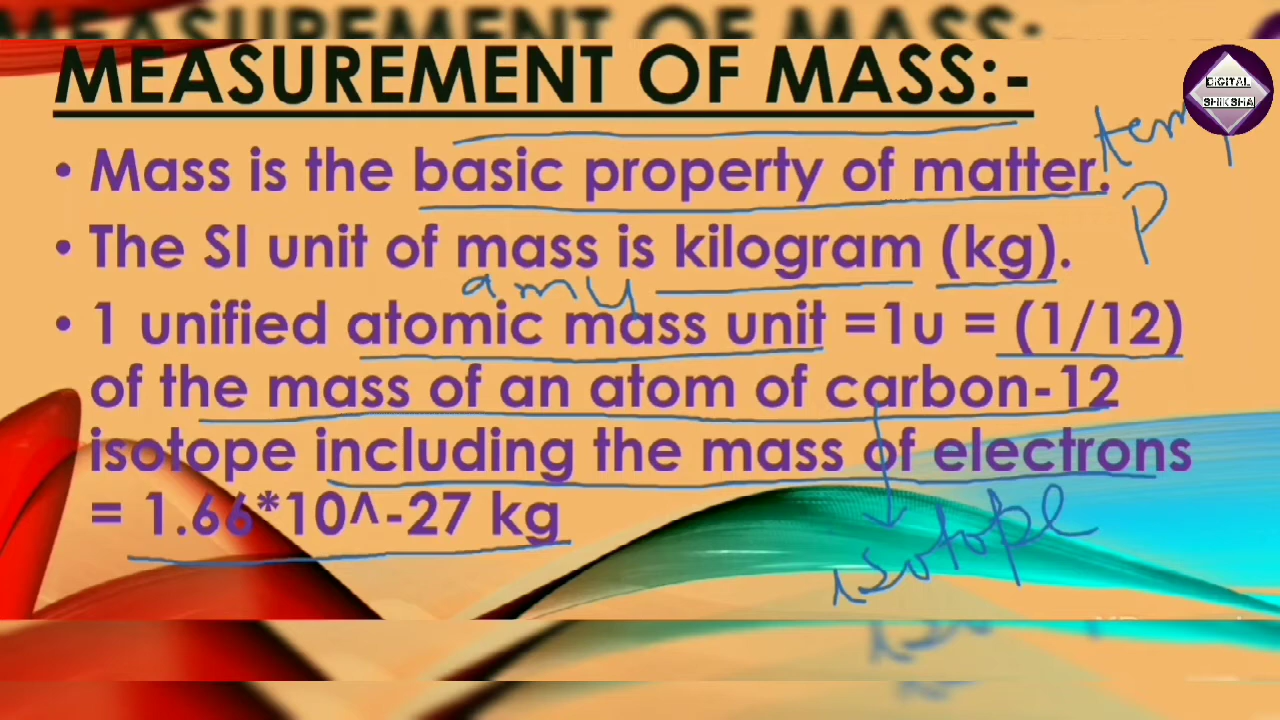 MEASUREMENT OF MASS:-
DIGITAL
SHIKSHA
temp
• Mass is the basic property of matter.
P
• The SI unit of mass is kilogram (kg).
amu
• 1 unified atomic mass unit =1u = (1/12)
of the mass of an atom of carbon-12
isotope including the mass of electrons
= 1.66*10^-27 kg
isotope